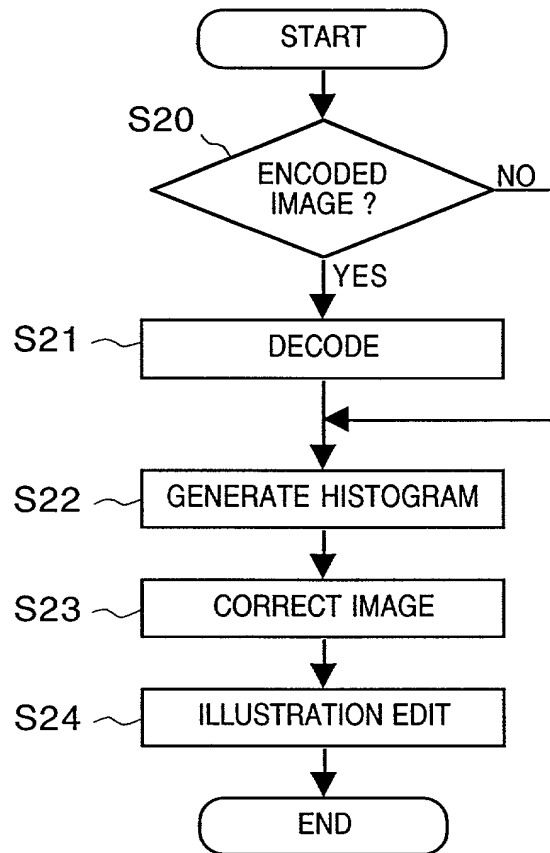 START
S20
ENCODED
IMAGE ?
NO
YES
S21
DECODE
S22
GENERATE HISTOGRAM
S23
CORRECT IMAGE
S24
ILLUSTRATION EDIT
END